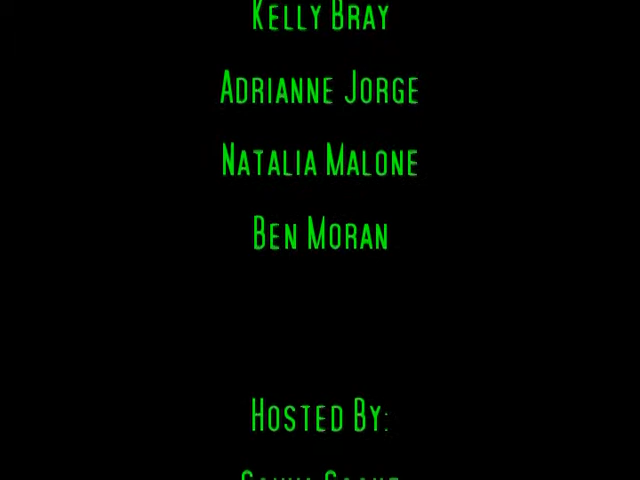 Kelly Bray
Adrianne Jorge
Natalia Malone
Ben Moran
Hosted By: